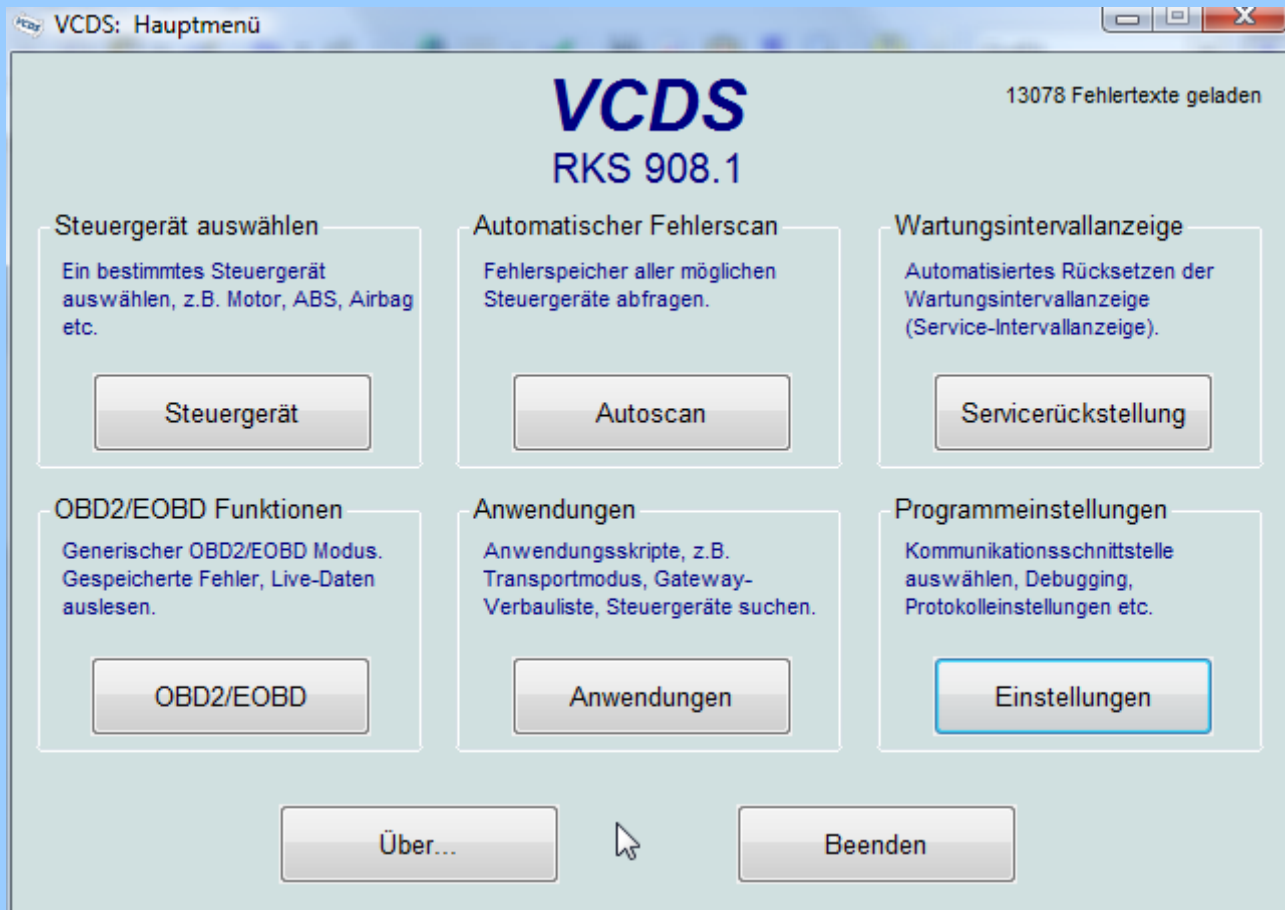 VCDS: Hauptmenü
VCDS
RKS 908.1
13078 Fehlertexte geladen
Steuergerät auswählen
Ein bestimmtes Steuergerät
auswählen, z.B. Motor, ABS, Airbag
etc.
Steuergerät
Automatischer Fehlerscan
Fehlerspeicher aller möglichen
Steuergeräte abfragen.
Autoscan
Wartungsintervallanzeige
Automatisiertes Rücksetzen der
Wartungsintervallanzeige
(Service-Intervallanzeige).
Servicerückstellung
OBD2/EOBD Funktionen
Generischer OBD2/EOBD Modus.
Gespeicherte Fehler, Live-Daten
auslesen.
OBD2/EOBD
Anwendungen
Anwendungsskripte, z.B.
Transportmodus, Gateway-
Verbauliste, Steuergeräte suchen.
Anwendungen
Programmeinstellungen
Kommunikationsschnittstelle
auswählen, Debugging,
Protokolleinstellungen etc.
Einstellungen
Über...
Beenden